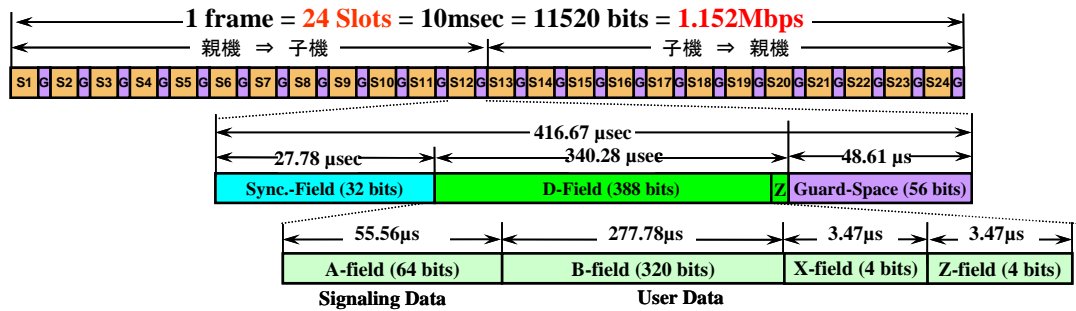 1 frame = 24 Slots = 10msec = 11520 bits = 1.152Mbps
親機 ⇒ 子機 子機 ⇒ 親機
S1 G S2 G S3 G S4 G S5 G S6 G S7 G S8 G S9 G S10 G S11 G S12 G S13 G S14 G S15 G S16 G S17 G S18 G S19 G S20 G S21 G S22 G S23 G S24 G
416.67 μsec
27.78 μsec 340.28 μsec 48.61 μs
Sync.-Field (32 bits) D-Field (388 bits) Z Guard-Space (56 bits)
55.56μs 277.78μs 3.47μs 3.47μs
A-field (64 bits) B-field (320 bits) X-field (4 bits) Z-field (4 bits)
Signaling Data User Data